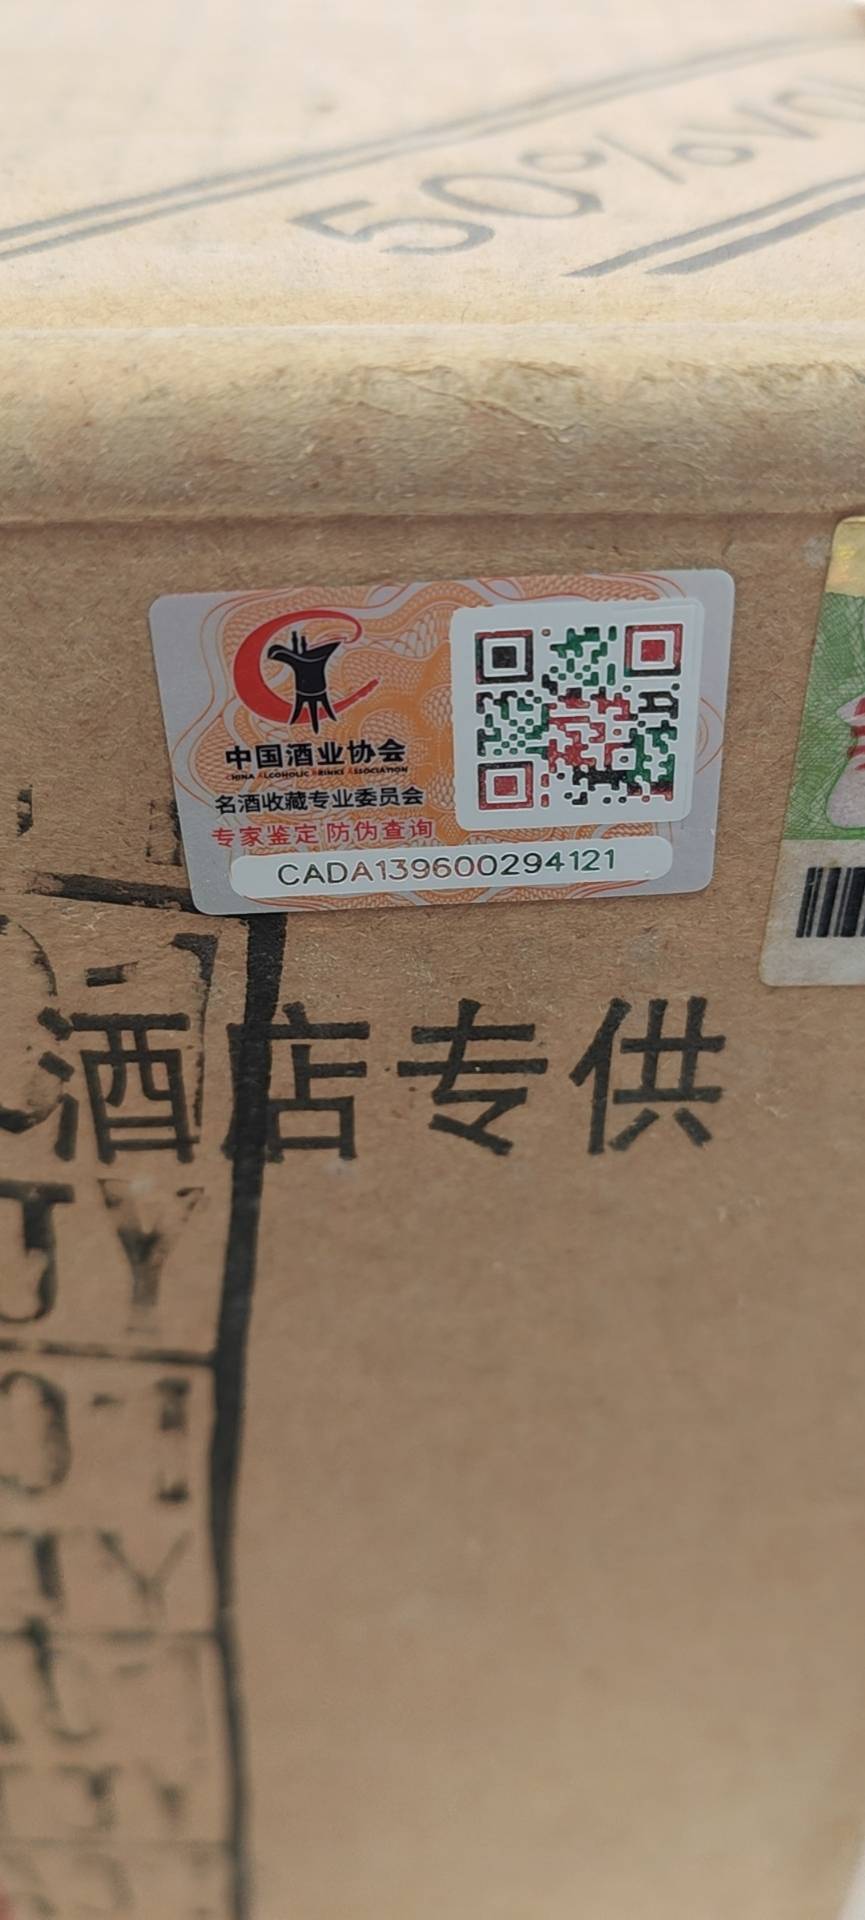 50%vol
中国酒业协会
CHINA ALCOHOLIC DRINKS ASSOCIATION
名酒收藏专业委员会
专家鉴定 防伪查询
CADA139600294121
酒店专供